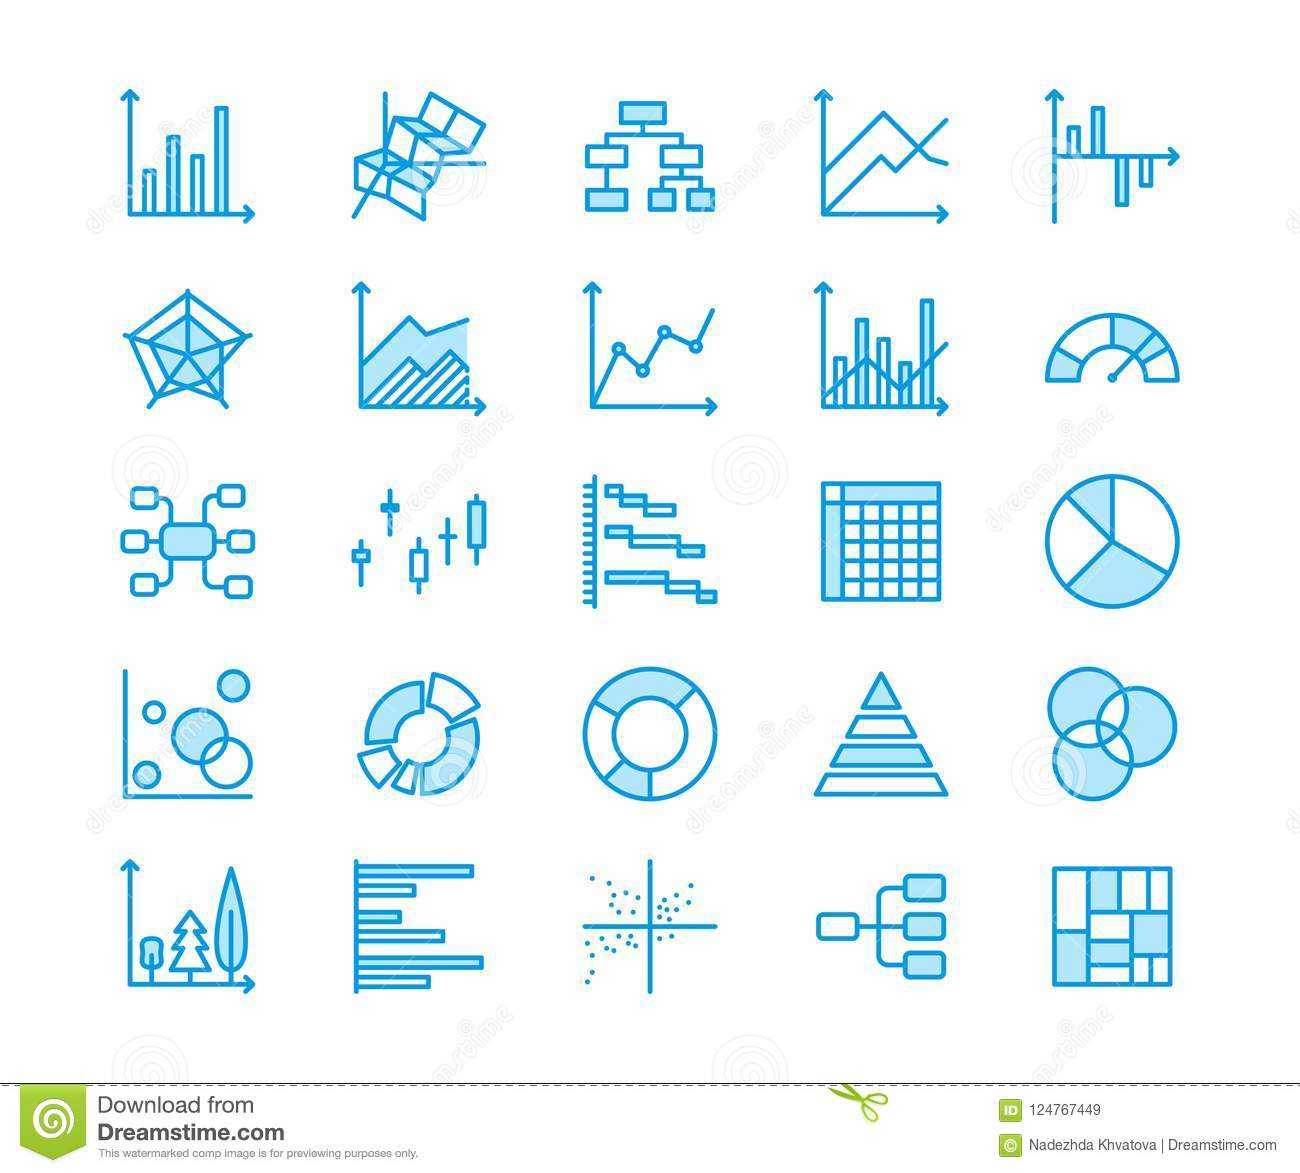 Download from
Dreamstime.com
This watermarked comp image is for previewing purposes only.
ID 124767449
© Nadezhda Khvatova | Dreamstime.com